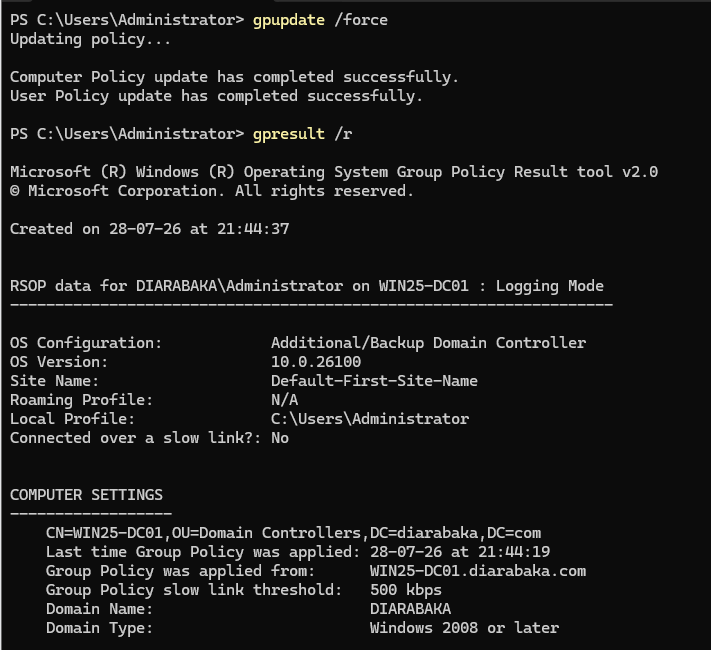 PS C:\Users\Administrator> gpupdate /force
Updating policy...
Computer Policy update has completed successfully.
User Policy update has completed successfully.
PS C:\Users\Administrator> gpresult /r
Microsoft (R) Windows (R) Operating System Group Policy Result tool v2.0
© Microsoft Corporation. All rights reserved.
Created on 28-07-26 at 21:44:37
RSOP data for DIARABAKA\Administrator on WIN25-DC01 : Logging Mode
-------------------------------------------------------------------
OS Configuration:            Additional/Backup Domain Controller
OS Version:                  10.0.26100
Site Name:                   Default-First-Site-Name
Roaming Profile:             N/A
Local Profile:               C:\Users\Administrator
Connected over a slow link?: No
COMPUTER SETTINGS
------------------
    CN=WIN25-DC01,OU=Domain Controllers,DC=diarabaka,DC=com
    Last time Group Policy was applied: 28-07-26 at 21:44:19
    Group Policy was applied from:      WIN25-DC01.diarabaka.com
    Group Policy slow link threshold:   500 kbps
    Domain Name:                        DIARABAKA
    Domain Type:                        Windows 2008 or later